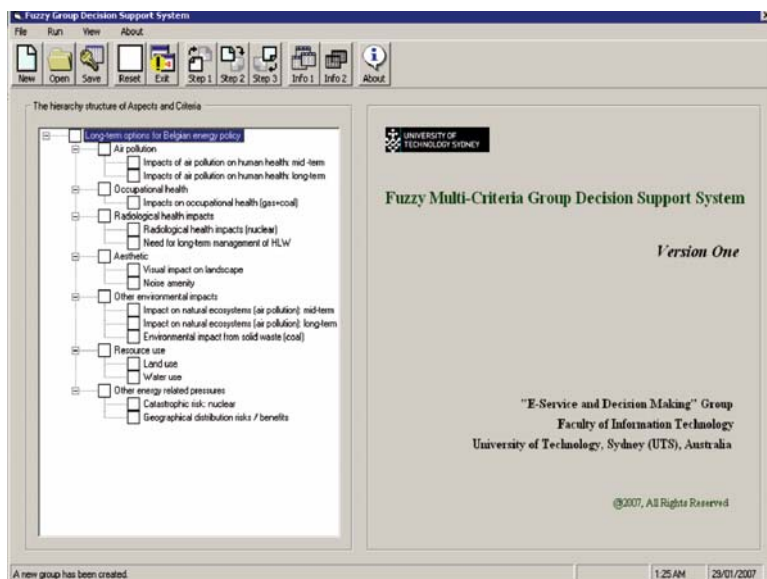 Fuzzy Group Decision Support System
File Run View About
New Open Save Reset Exit Step 1 Step 2 Step 3 Info 1 Info 2 About
The hierarchy structure of Aspects and Criteria
Long-term options for Belgian energy policy
Air pollution
Impacts of air pollution on human health: mid -term
Impacts of air pollution on human health: long-term
Occupational health
Impacts on occupational health (gas+coal)
Radiological health impacts
Radiological health impacts (nuclear)
Need for long-term management of HLW
Aesthetic
Visual impact on landscape
Noise amenity
Other environmental impacts
Impact on natural ecosystems (air pollution): mid-term
Impact on natural ecosystems (air pollution): long-term
Environmental impact from solid waste (coal)
Resource use
Land use
Water use
Other energy related pressures
Catastrophic risk: nuclear
Geographical distribution risks / benefits
UNIVERSITY OF
TECHNOLOGY SYDNEY
Fuzzy Multi-Criteria Group Decision Support System
Version One
"E-Service and Decision Making" Group
Faculty of Information Technology
University of Technology, Sydney (UTS), Australia
@2007, All Rights Reserved
A new group has been created.
1:25 AM
29/01/2007